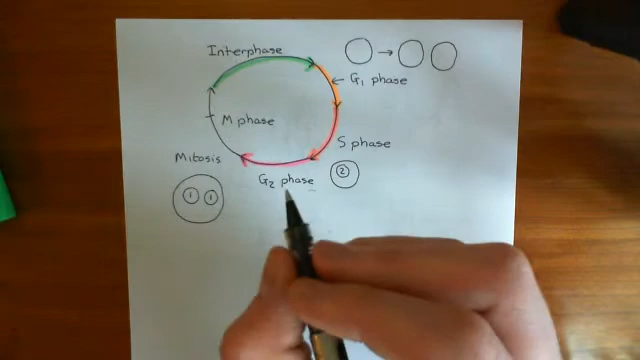 Interphase
G₁ phase
M phase
S phase
Mitosis
2
G₂ phase
1 1